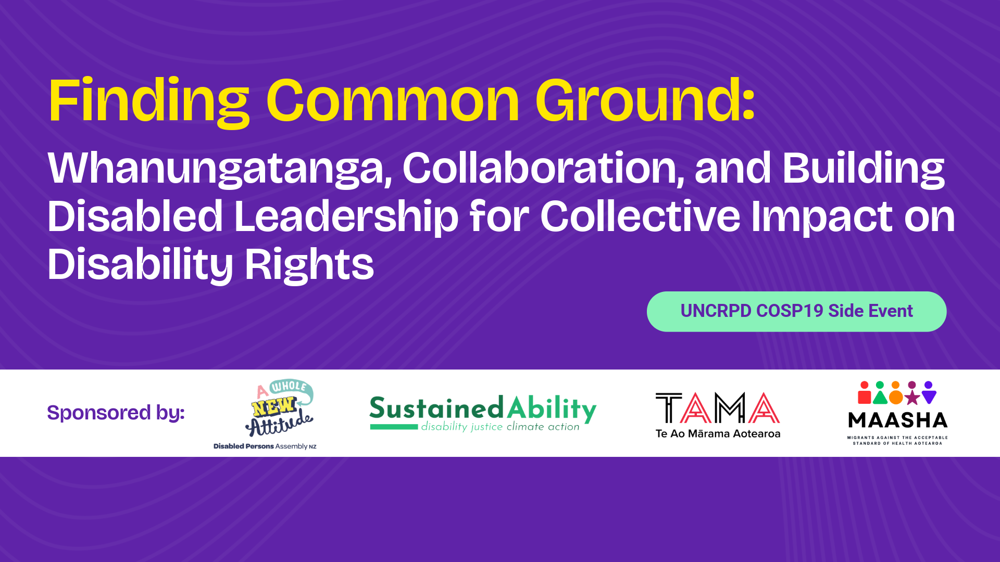 Finding Common Ground:
Whanungatanga, Collaboration, and Building
Disabled Leadership for Collective Impact on
Disability Rights
UNCRPD COSP19 Side Event
Sponsored by:
A WHOLE
NEW
Attitude
Disabled Persons Assembly NZ
SustainedAbility
disability justice climate action
TAMA
Te Ao Mārama Aotearoa
MAASHA
MIGRANTS AGAINST THE ACCEPTABLE
STANDARD OF HEALTH AOTEAROA